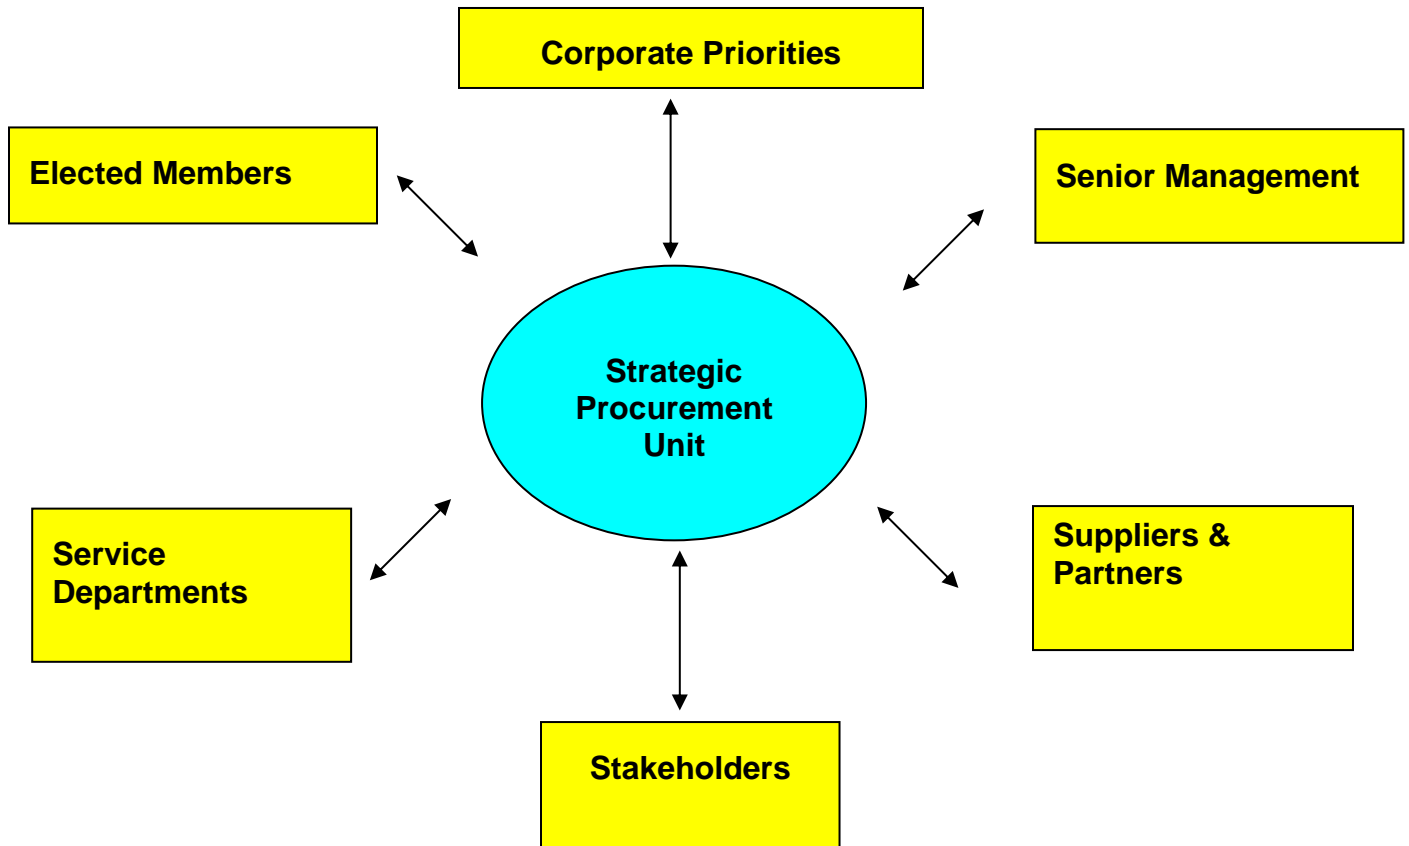 Corporate Priorities
Elected Members
Senior Management
Strategic
Procurement
Unit
Service
Departments
Suppliers &
Partners
Stakeholders